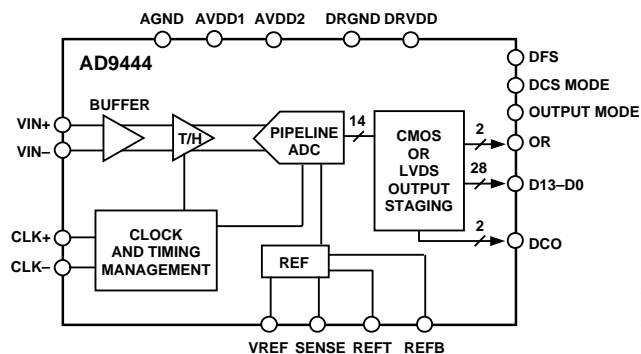 AGND AVDD1 AVDD2 DRGND DRVDD
AD9444
DFS
DCS MODE
OUTPUT MODE
BUFFER
VIN+
VIN–
T/H
PIPELINE
ADC
14
CMOS
OR
LVDS
OUTPUT
STAGING
2
OR
28
D13–D0
2
DCO
CLK+
CLK–
CLOCK
AND TIMING
MANAGEMENT
REF
VREF SENSE REFT REFB